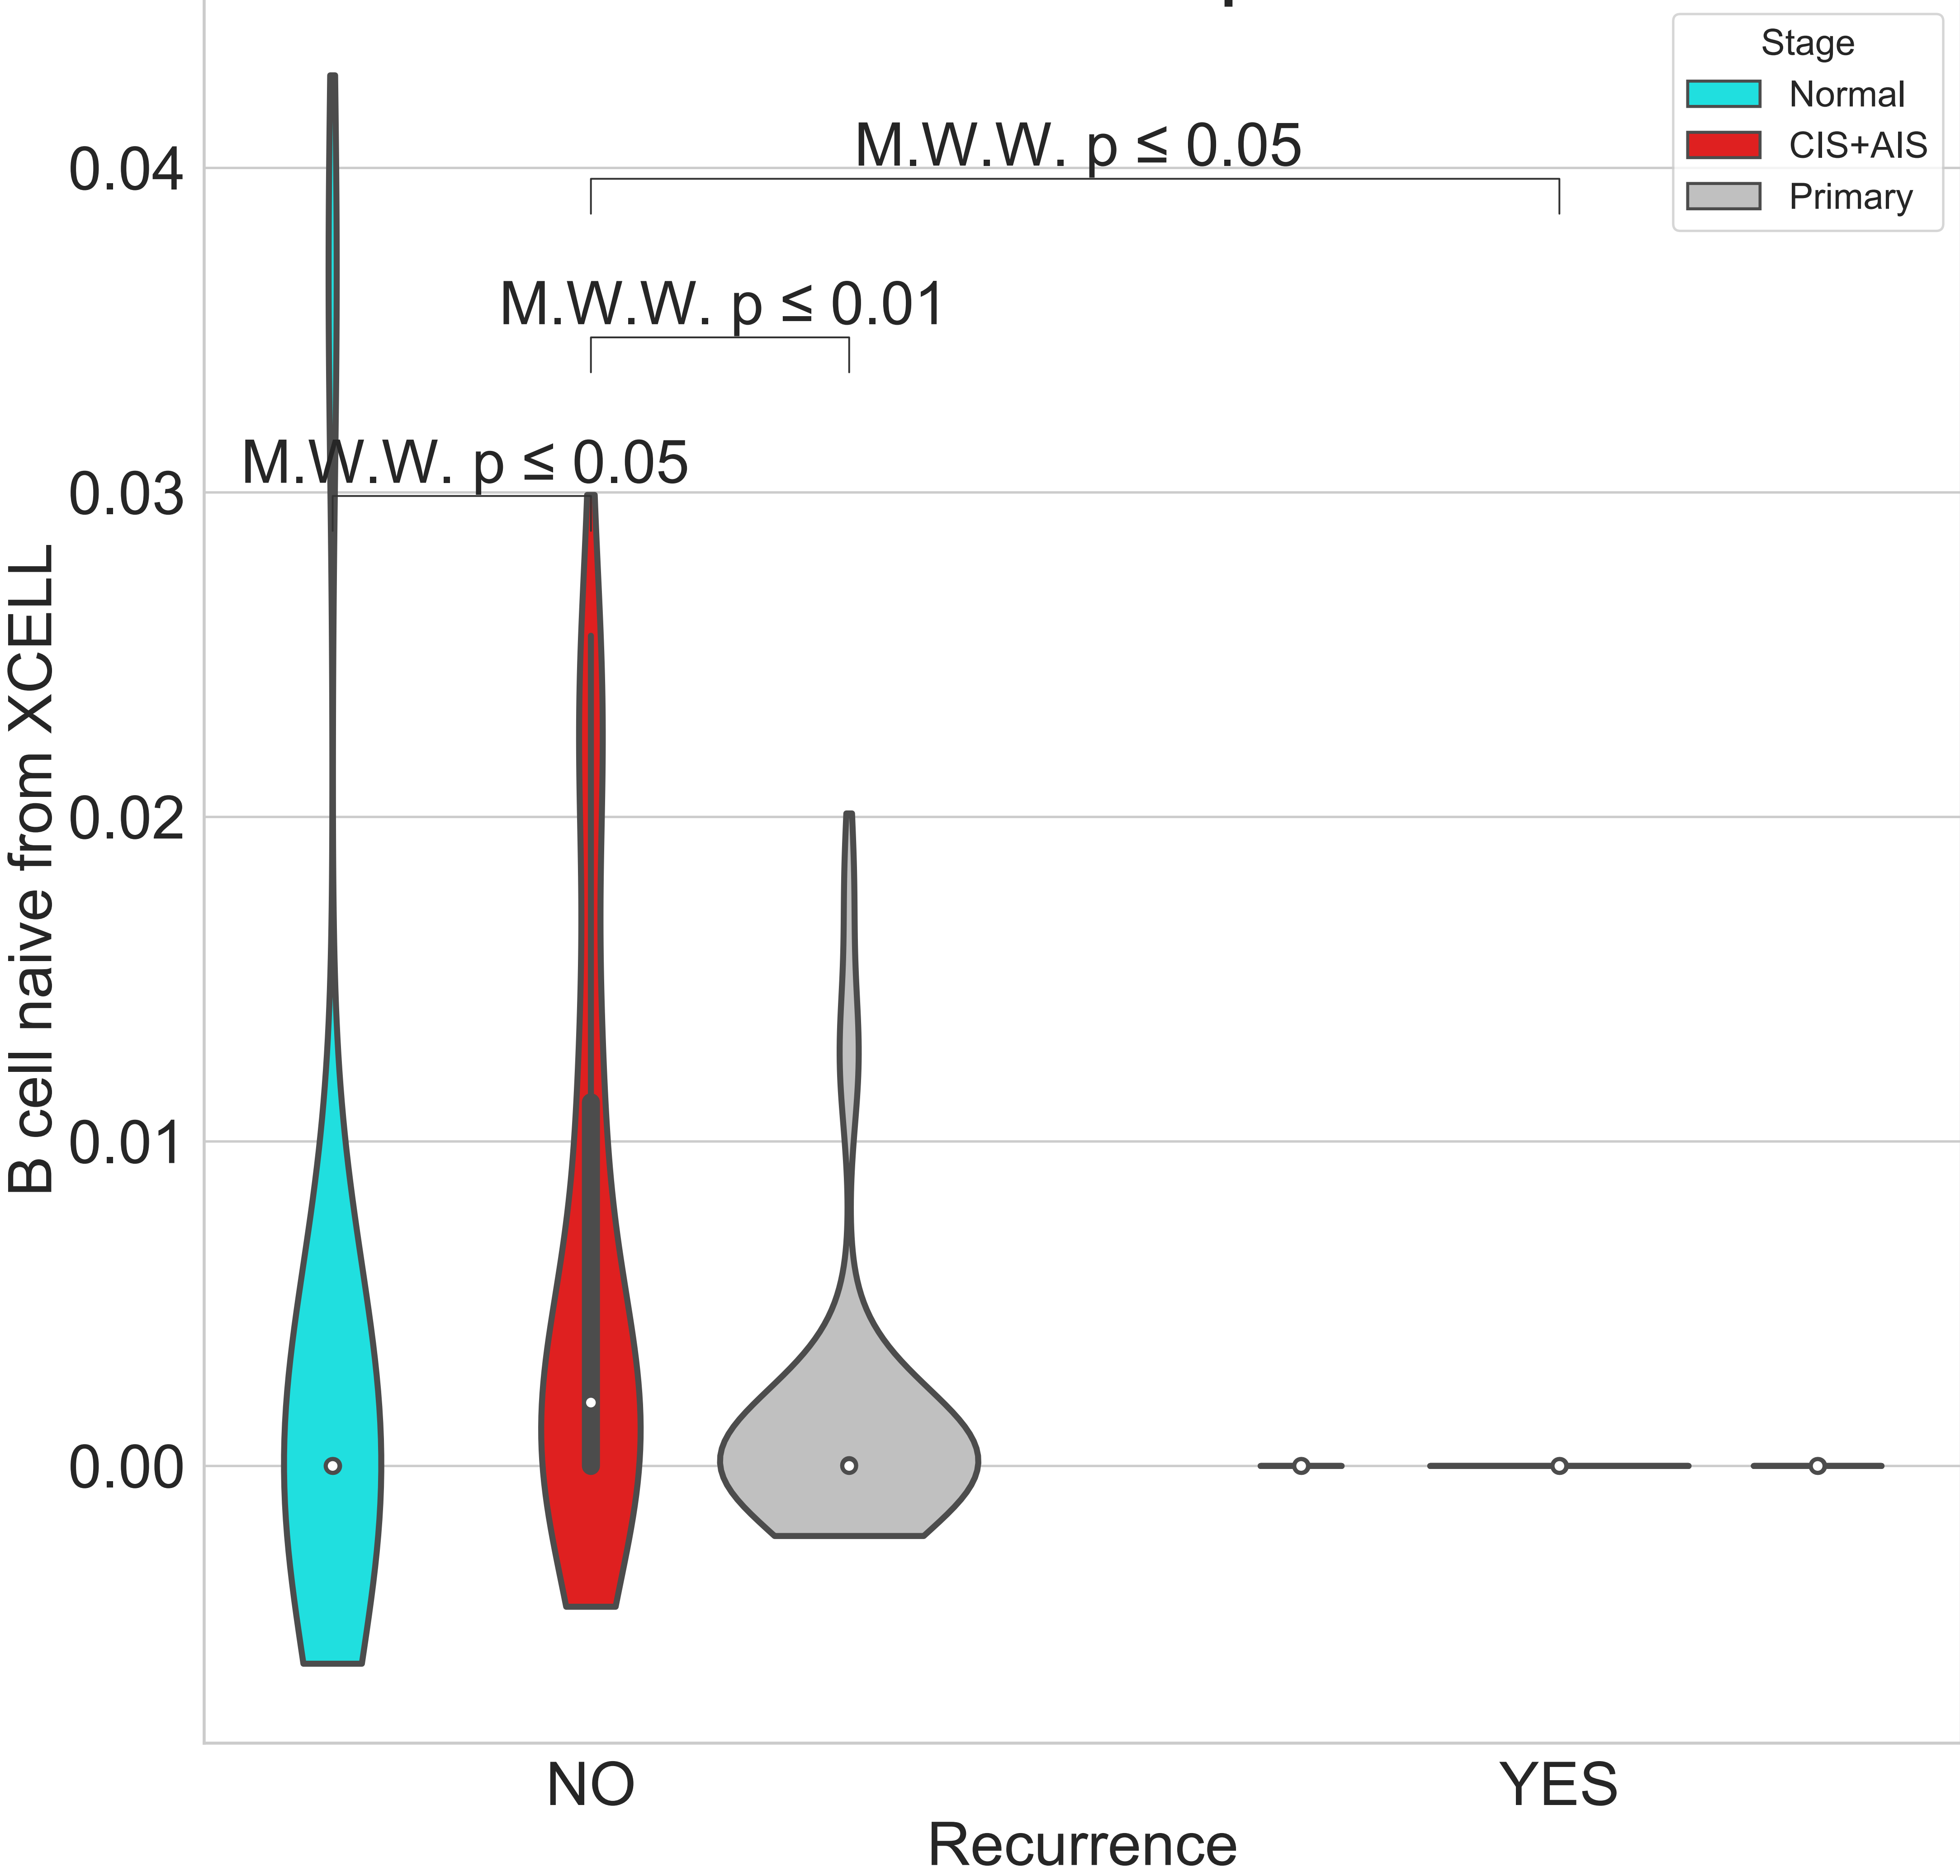 Stage
Normal
CIS+AIS
Primary
M.W.W. p ≤ 0.05
M.W.W. p ≤ 0.01
M.W.W. p ≤ 0.05
0.04
0.03
0.02
0.01
0.00
B cell naive from XCELL
NO
YES
Recurrence